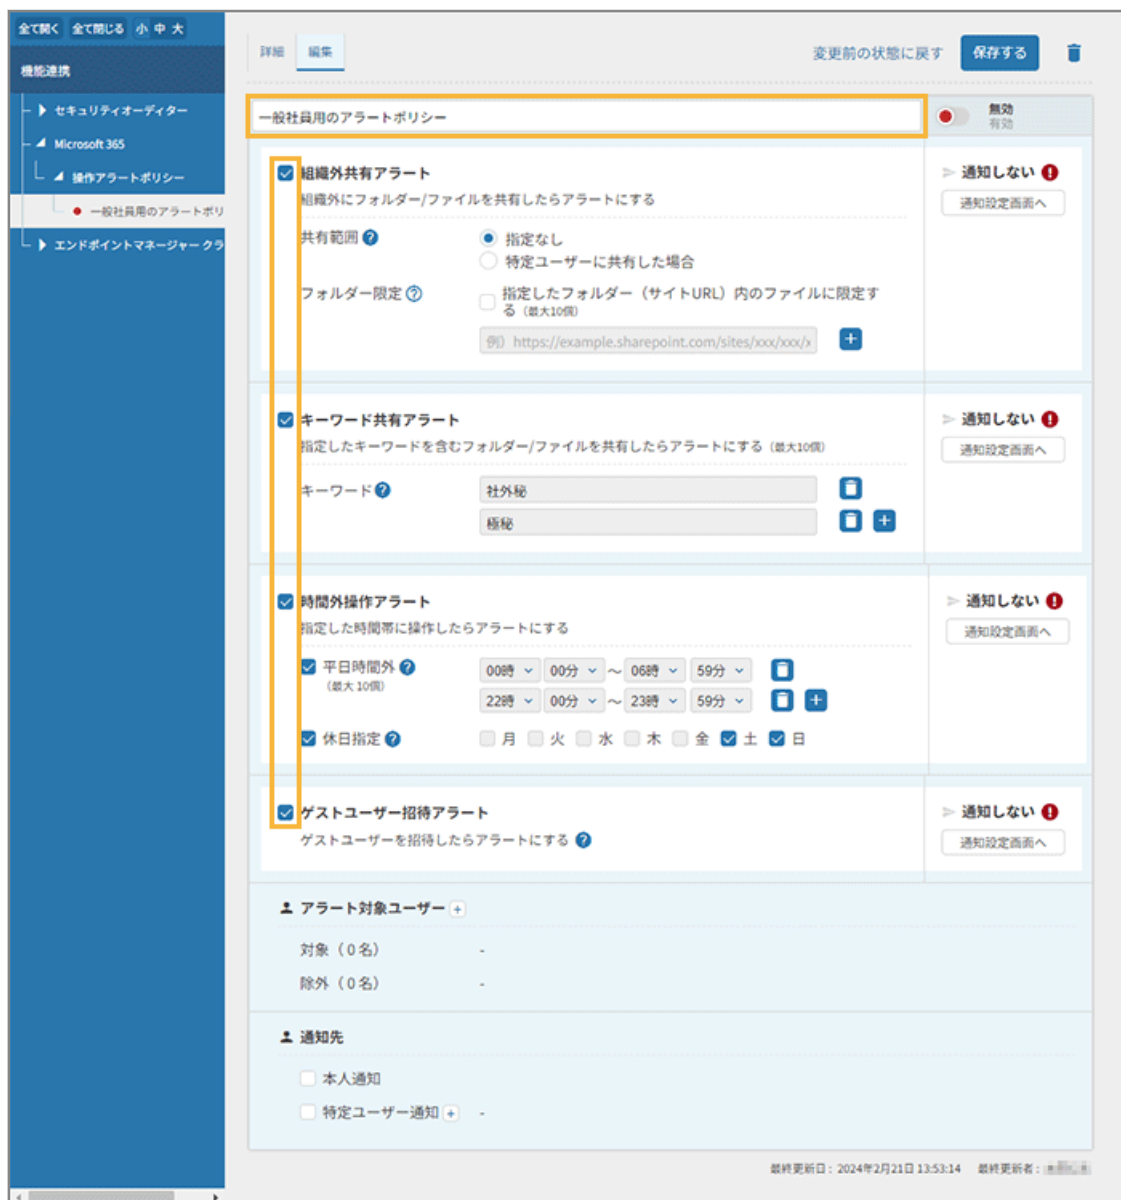 全て開く 全て閉じる 小 中 大
機能連携
セキュリティオーディター
Microsoft 365
操作アラートポリシー
一般社員用のアラートポリ
エンドポイントマネージャー クラ
詳細 編集 変更前の状態に戻す 保存する
一般社員用のアラートポリシー
無効
有効
組織外共有アラート
組織外にフォルダー/ファイルを共有したらアラートにする
通知しない
通知設定画面へ
共有範囲 指定なし
特定ユーザーに共有した場合
フォルダー限定 指定したフォルダー（サイトURL）内のファイルに限定す
る（最大10個）
例）https://example.sharepoint.com/sites/xxx/xxx/x
キーワード共有アラート
指定したキーワードを含むフォルダー/ファイルを共有したらアラートにする（最大10個）
通知しない
通知設定画面へ
キーワード 社外秘
極秘
時間外操作アラート
指定した時間帯に操作したらアラートにする
通知しない
通知設定画面へ
平日時間外 00時 00分 ～ 06時 59分
（最大 10個） 22時 00分 ～ 23時 59分
休日指定 月 火 水 木 金 土 日
ゲストユーザー招待アラート
ゲストユーザーを招待したらアラートにする
通知しない
通知設定画面へ
アラート対象ユーザー
対象（0名） -
除外（0名） -
通知先
本人通知
特定ユーザー通知 -
最終更新日： 2024年2月21日 13:53:14 最終更新者：